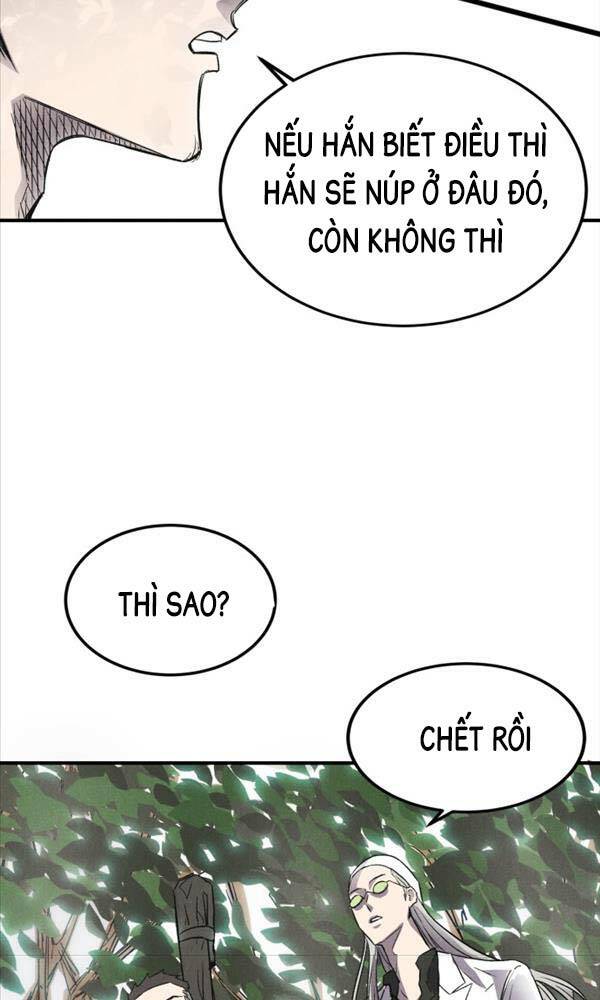 NẾU HẮN BIẾT ĐIỀU THÌ
HẮN SẼ NÚP Ở ĐÂU ĐÓ,
CÒN KHÔNG THÌ
THÌ SAO?
CHẾT RỒI